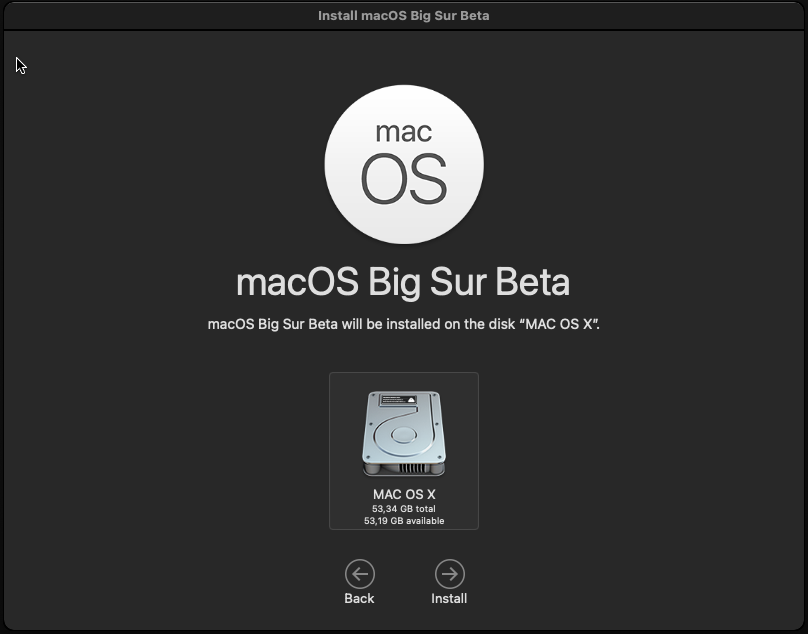 Install macOS Big Sur Beta
mac
OS
macOS Big Sur Beta
macOS Big Sur Beta will be installed on the disk “MAC OS X”.
MAC OS X
53,34 GB total
53,19 GB available
Back
Install